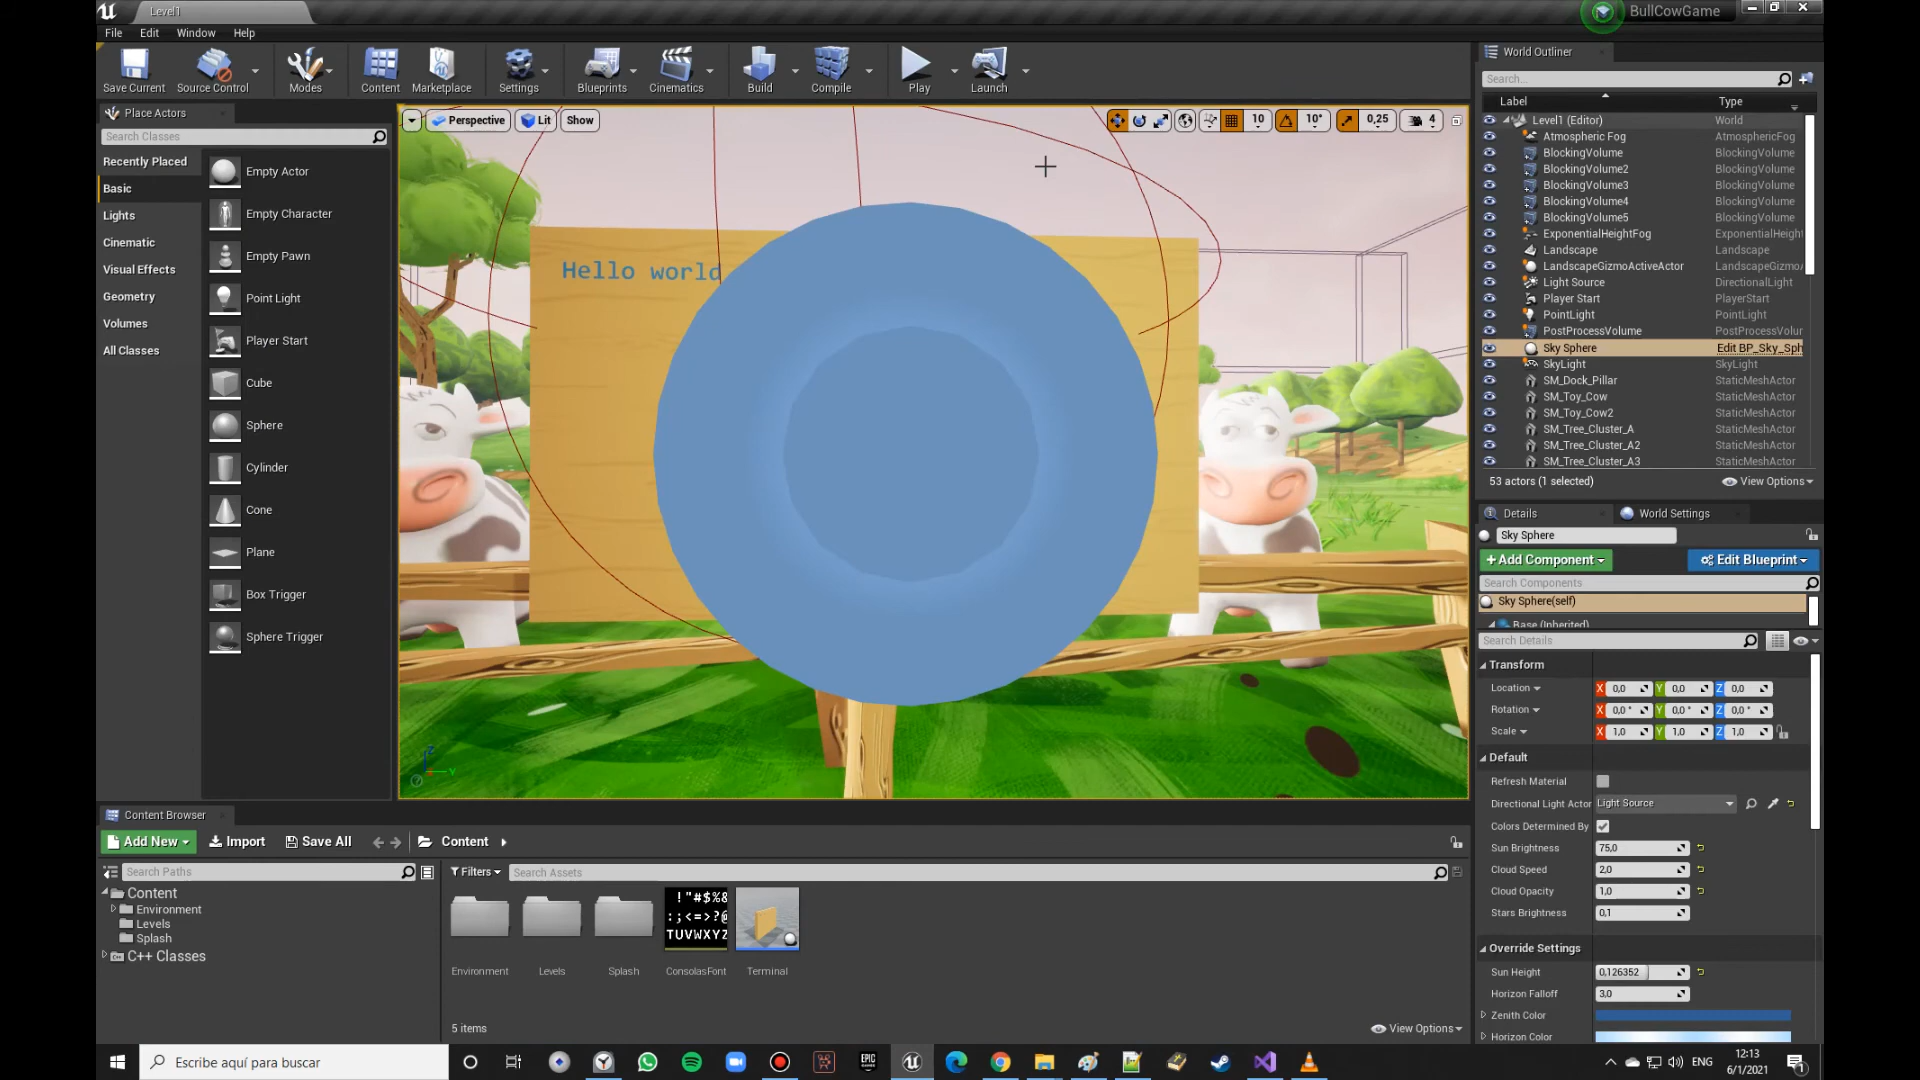 Level1
BullCowGame
File Edit Window Help
Save Current Source Control Modes Content Marketplace Settings Blueprints Cinematics Build Compile Play Launch
Place Actors
Search Classes
Recently Placed
Basic
Lights
Cinematic
Visual Effects
Geometry
Volumes
All Classes
Empty Actor
Empty Character
Empty Pawn
Point Light
Player Start
Cube
Sphere
Cylinder
Cone
Plane
Box Trigger
Sphere Trigger
Perspective Lit Show 10 10° 0,25 4
Hello world
World Outliner
Search...
Label Type
Level1 (Editor) World
Atmospheric Fog AtmosphericFog
BlockingVolume BlockingVolume
BlockingVolume2 BlockingVolume
BlockingVolume3 BlockingVolume
BlockingVolume4 BlockingVolume
BlockingVolume5 BlockingVolume
ExponentialHeightFog ExponentialHeight
Landscape Landscape
LandscapeGizmoActiveActor LandscapeGizmo
Light Source DirectionalLight
Player Start PlayerStart
PointLight PointLight
PostProcessVolume PostProcessVolur
Sky Sphere Edit BP_Sky_Sph
SkyLight SkyLight
SM_Dock_Pillar StaticMeshActor
SM_Toy_Cow StaticMeshActor
SM_Toy_Cow2 StaticMeshActor
SM_Tree_Cluster_A StaticMeshActor
SM_Tree_Cluster_A2 StaticMeshActor
SM_Tree_Cluster_A3 StaticMeshActor
53 actors (1 selected) View Options
Details World Settings
Sky Sphere
+Add Component Edit Blueprint
Search Components
Sky Sphere(self)
Base (Inherited)
Search Details
Transform
Location X 0,0 Y 0,0 Z 0,0
Rotation X 0,0 ° Y 0,0 ° Z 0,0 °
Scale X 1,0 Y 1,0 Z 1,0
Default
Refresh Material
Directional Light Actor Light Source
Colors Determined By
Sun Brightness 75,0
Cloud Speed 2,0
Cloud Opacity 1,0
Stars Brightness 0,1
Override Settings
Sun Height 0,126352
Horizon Falloff 3,0
Zenith Color
Horizon Color
Z
Y
Content Browser
Add New Import Save All Content
Search Paths
Filters Search Assets
Content
Environment
Levels
Splash
C++ Classes
! "#$%&
:;<=>?@
TUVWXYZ
Environment Levels Splash ConsolasFont Terminal
5 items View Options
Escribe aquí para buscar
EPIC
ENG
12:13
6/1/2021
1